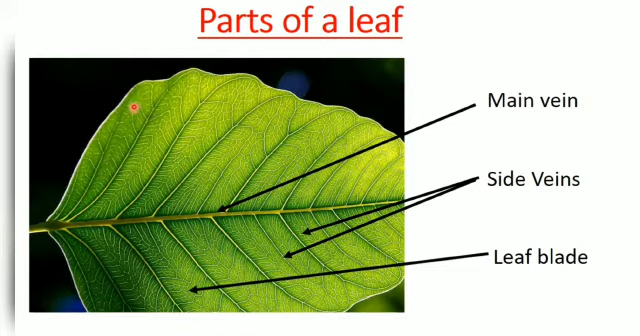 Parts of a leaf
Main vein
Side Veins
Leaf blade